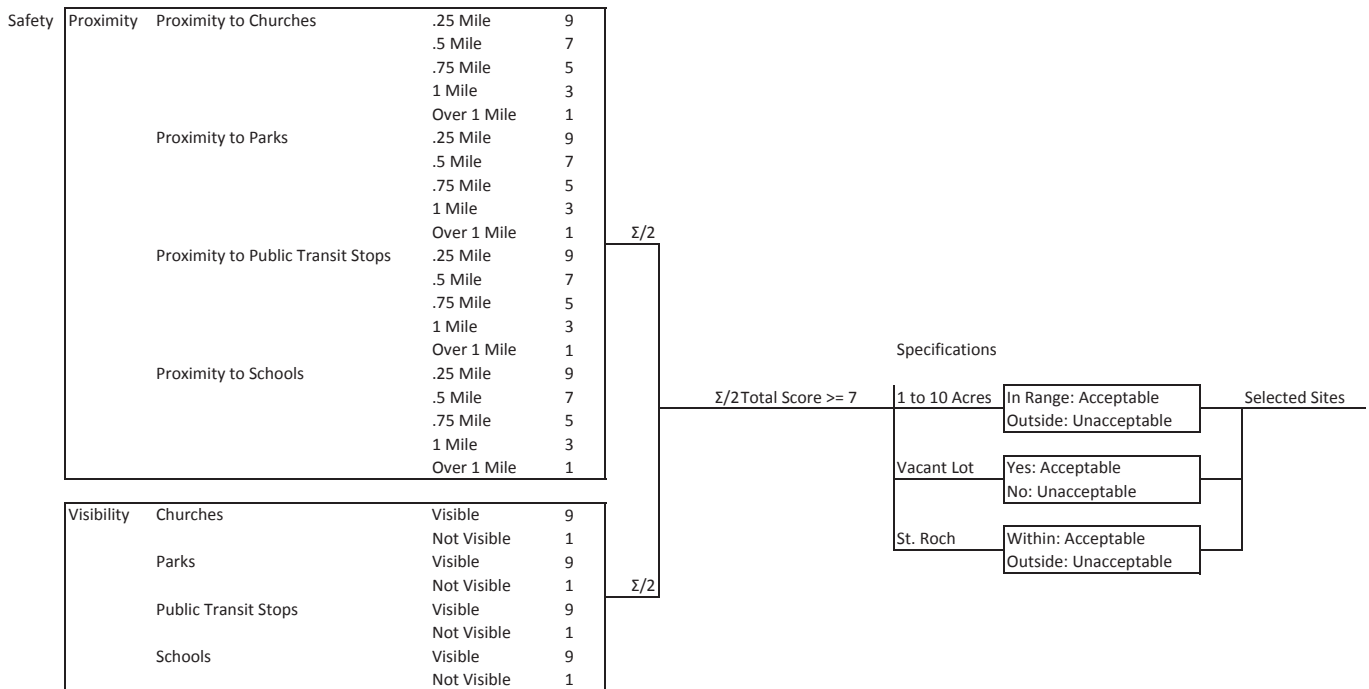 Safety Proximity Proximity to Churches .25 Mile 9
.5 Mile 7
.75 Mile 5
1 Mile 3
Over 1 Mile 1
Proximity to Parks .25 Mile 9
.5 Mile 7
.75 Mile 5
1 Mile 3
Over 1 Mile 1
Σ/2
Proximity to Public Transit Stops .25 Mile 9
.5 Mile 7
.75 Mile 5
1 Mile 3
Over 1 Mile 1
Proximity to Schools .25 Mile 9
.5 Mile 7
.75 Mile 5
1 Mile 3
Over 1 Mile 1
Visibility Churches Visible 9
Not Visible 1
Parks Visible 9
Not Visible 1
Σ/2
Public Transit Stops Visible 9
Not Visible 1
Schools Visible 9
Not Visible 1
Σ/2 Total Score >= 7
Specifications
1 to 10 Acres In Range: Acceptable
Outside: Unacceptable
Vacant Lot Yes: Acceptable
No: Unacceptable
St. Roch Within: Acceptable
Outside: Unacceptable
Selected Sites